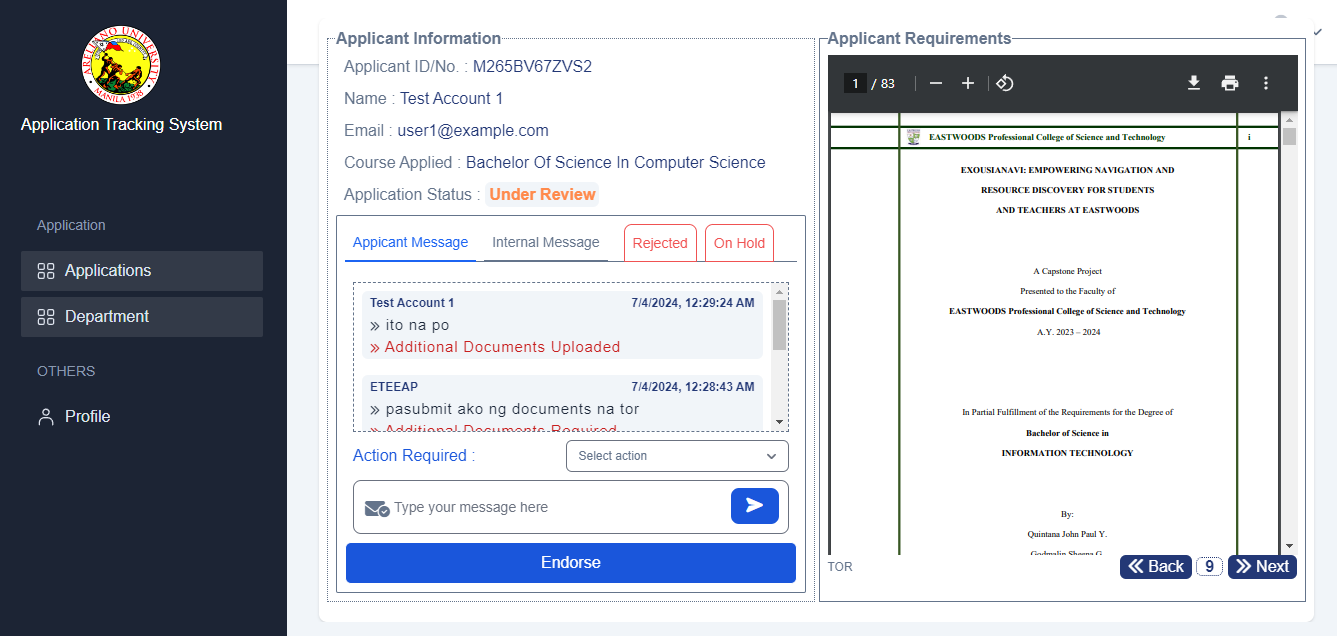 ARELLANO UNIVERSITY
MANILA 1938
Application Tracking System
Application
Applications
Department
OTHERS
Profile
Applicant Information
Applicant ID/No. : M265BV67ZVS2
Name : Test Account 1
Email : user1@example.com
Course Applied : Bachelor Of Science In Computer Science
Application Status : Under Review
Appicant Message
Internal Message
Rejected
On Hold
Test Account 1 7/4/2024, 12:29:24 AM
» ito na po
» Additional Documents Uploaded
ETEEAP 7/4/2024, 12:28:43 AM
» pasubmit ako ng documents na tor
» Additional Documents Required
Action Required :
Select action
Type your message here
Endorse
Applicant Requirements
1 / 83
EASTWOODS Professional College of Science and Technology i
EXOUSIANAVI: EMPOWERING NAVIGATION AND
RESOURCE DISCOVERY FOR STUDENTS
AND TEACHERS AT EASTWOODS
A Capstone Project
Presented to the Faculty of
EASTWOODS Professional College of Science and Technology
A.Y. 2023 – 2024
In Partial Fulfillment of the Requirements for the Degree of
Bachelor of Science in
INFORMATION TECHNOLOGY
By:
Quintana John Paul Y.
Godmalin Sheena G.
TOR
Back
9
Next